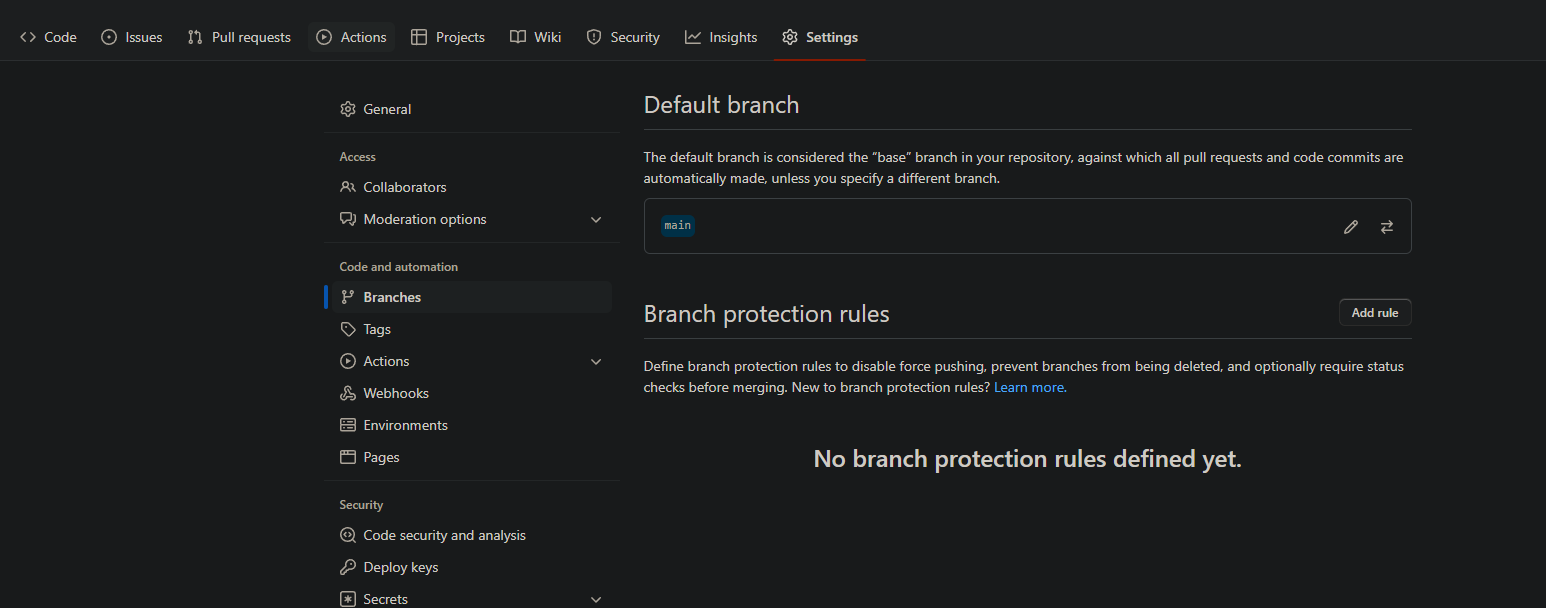 Code Issues Pull requests Actions Projects Wiki Security Insights Settings
General
Access
Collaborators
Moderation options
Code and automation
Branches
Tags
Actions
Webhooks
Environments
Pages
Security
Code security and analysis
Deploy keys
Secrets
Default branch
The default branch is considered the “base” branch in your repository, against which all pull requests and code commits are
automatically made, unless you specify a different branch.
main
Branch protection rules
Add rule
Define branch protection rules to disable force pushing, prevent branches from being deleted, and optionally require status
checks before merging. New to branch protection rules? Learn more.
No branch protection rules defined yet.